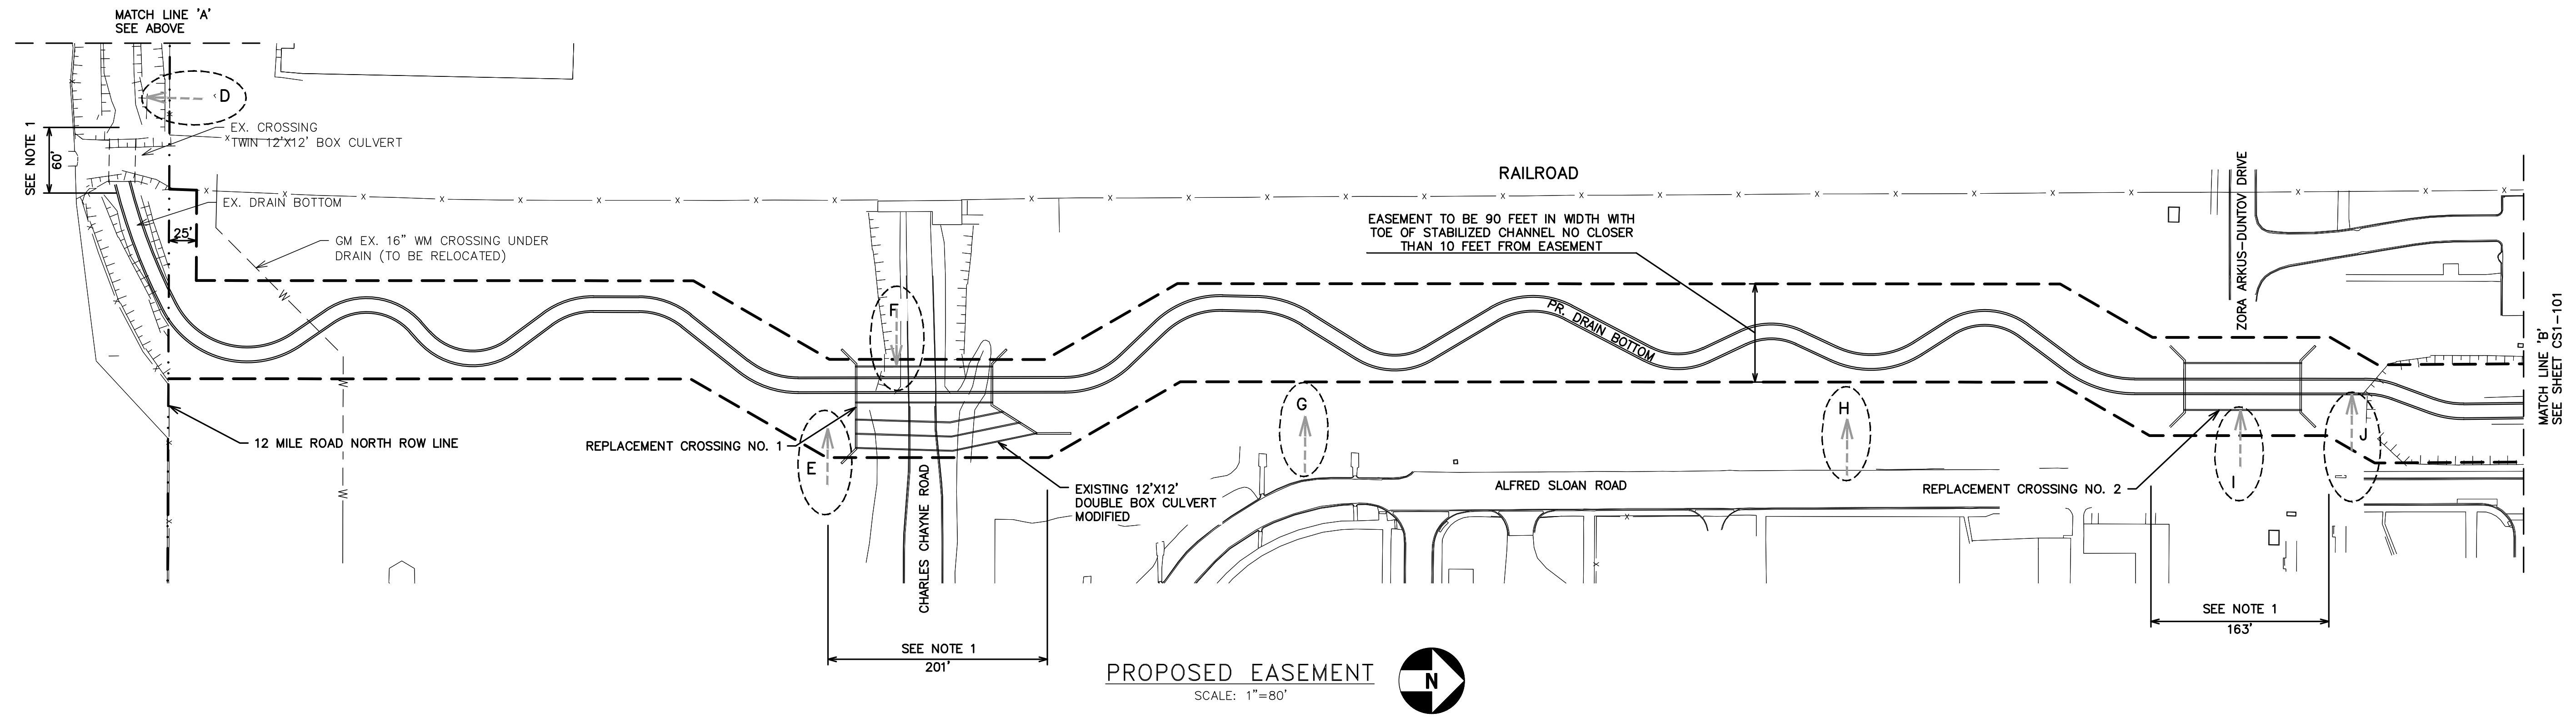 MATCH LINE 'A'
SEE ABOVE
D
SEE NOTE 1
60'
EX. CROSSING
TWIN 12'X12' BOX CULVERT
EX. DRAIN BOTTOM
25'
GM EX. 16" WM CROSSING UNDER
DRAIN (TO BE RELOCATED)
W
W
W
12 MILE ROAD NORTH ROW LINE
RAILROAD
EASEMENT TO BE 90 FEET IN WIDTH WITH
TOE OF STABILIZED CHANNEL NO CLOSER
THAN 10 FEET FROM EASEMENT
PR. DRAIN BOTTOM
F
E
REPLACEMENT CROSSING NO. 1
CHARLES CHAYNE ROAD
EXISTING 12'X12'
DOUBLE BOX CULVERT
MODIFIED
G
H
ALFRED SLOAN ROAD
ZORA ARKUS-DUNTOV DRIVE
REPLACEMENT CROSSING NO. 2
I
J
MATCH LINE 'B'
SEE SHEET CS1-101
SEE NOTE 1
201'
SEE NOTE 1
163'
PROPOSED EASEMENT
SCALE: 1"=80'
N